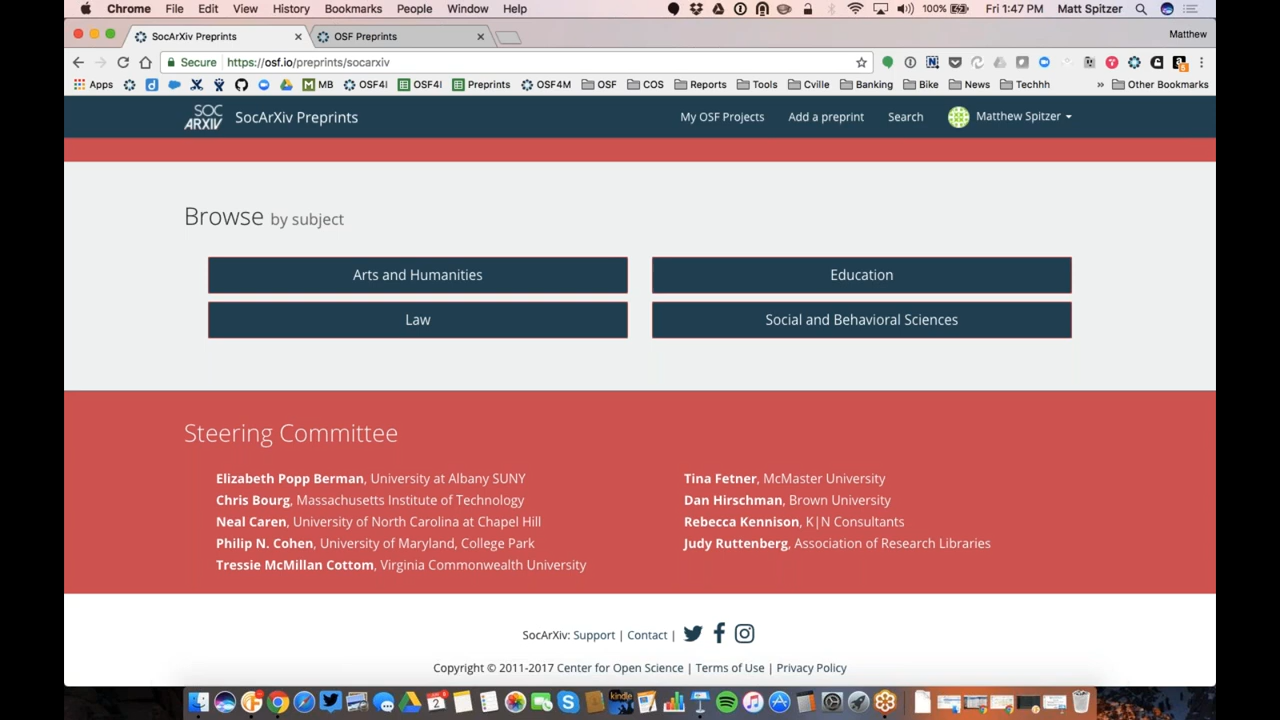 Chrome File Edit View History Bookmarks People Window Help 100% Fri 1:47 PM Matt Spitzer
SocArXiv Preprints OSF Preprints Matthew
Secure https://osf.io/preprints/socarxiv
Apps MB OSF4I OSF4I Preprints OSF4M OSF COS Reports Tools Cville Banking Bike News Techhh » Other Bookmarks
SOC
ARXIV
SocArXiv Preprints My OSF Projects Add a preprint Search Matthew Spitzer
Browse by subject
Arts and Humanities Education
Law Social and Behavioral Sciences
Steering Committee
Elizabeth Popp Berman, University at Albany SUNY
Chris Bourg, Massachusetts Institute of Technology
Neal Caren, University of North Carolina at Chapel Hill
Philip N. Cohen, University of Maryland, College Park
Tressie McMillan Cottom, Virginia Commonwealth University
Tina Fetner, McMaster University
Dan Hirschman, Brown University
Rebecca Kennison, K|N Consultants
Judy Ruttenberg, Association of Research Libraries
SocArXiv: Support | Contact |
Copyright © 2011-2017 Center for Open Science | Terms of Use | Privacy Policy
2
kindle